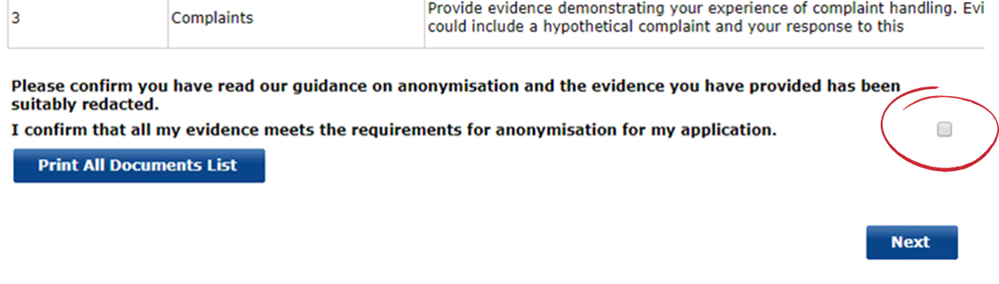 3
Complaints
Provide evidence demonstrating your experience of complaint handling. Evi
could include a hypothetical complaint and your response to this
Please confirm you have read our guidance on anonymisation and the evidence you have provided has been
suitably redacted.
I confirm that all my evidence meets the requirements for anonymisation for my application.
Print All Documents List
Next